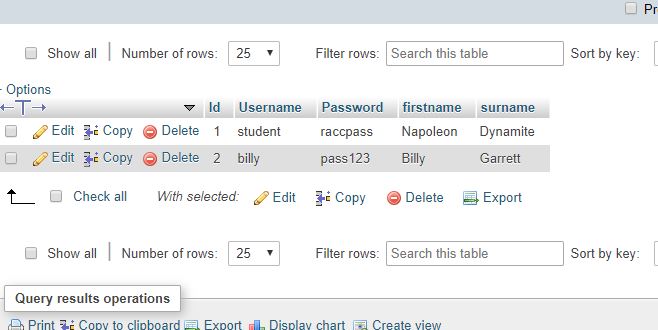 Pr
Show all Number of rows: 25 Filter rows: Search this table Sort by key:
+ Options
←T→ Id Username Password firstname surname
Edit Copy Delete 1 student raccpass Napoleon Dynamite
Edit Copy Delete 2 billy pass123 Billy Garrett
Check all With selected: Edit Copy Delete Export
Show all Number of rows: 25 Filter rows: Search this table Sort by key:
Query results operations
Print Copy to clipboard Export Display chart Create view